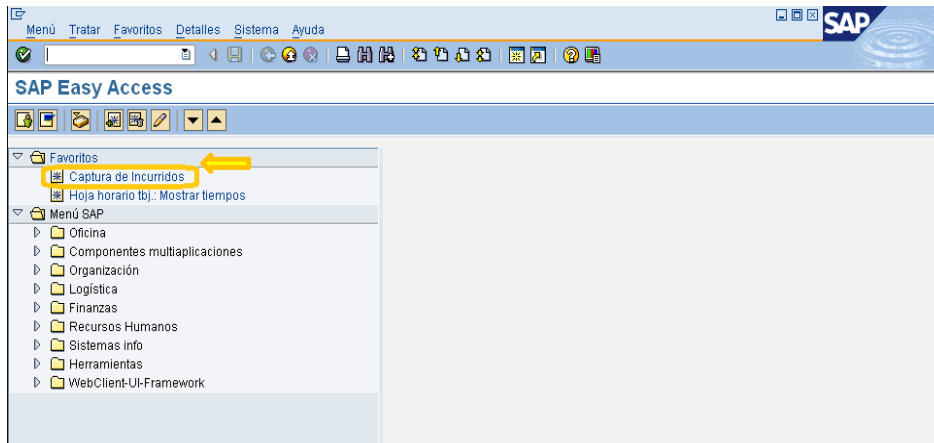 Menú Tratar Favoritos Detalles Sistema Ayuda
SAP
SAP Easy Access
Favoritos
Captura de Incurridos
Hoja horario tbj.: Mostrar tiempos
Menú SAP
Oficina
Componentes multiaplicaciones
Organización
Logística
Finanzas
Recursos Humanos
Sistemas info
Herramientas
WebClient-UI-Framework